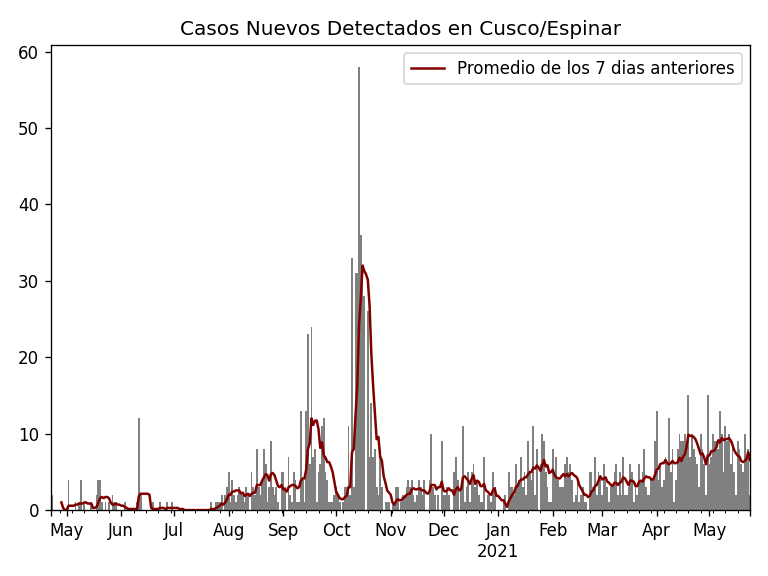 Casos Nuevos Detectados en Cusco/Espinar
Promedio de los 7 dias anteriores
60
50
40
30
20
10
0
May Jun Jul Aug Sep Oct Nov Dec Jan Feb Mar Apr May
2021